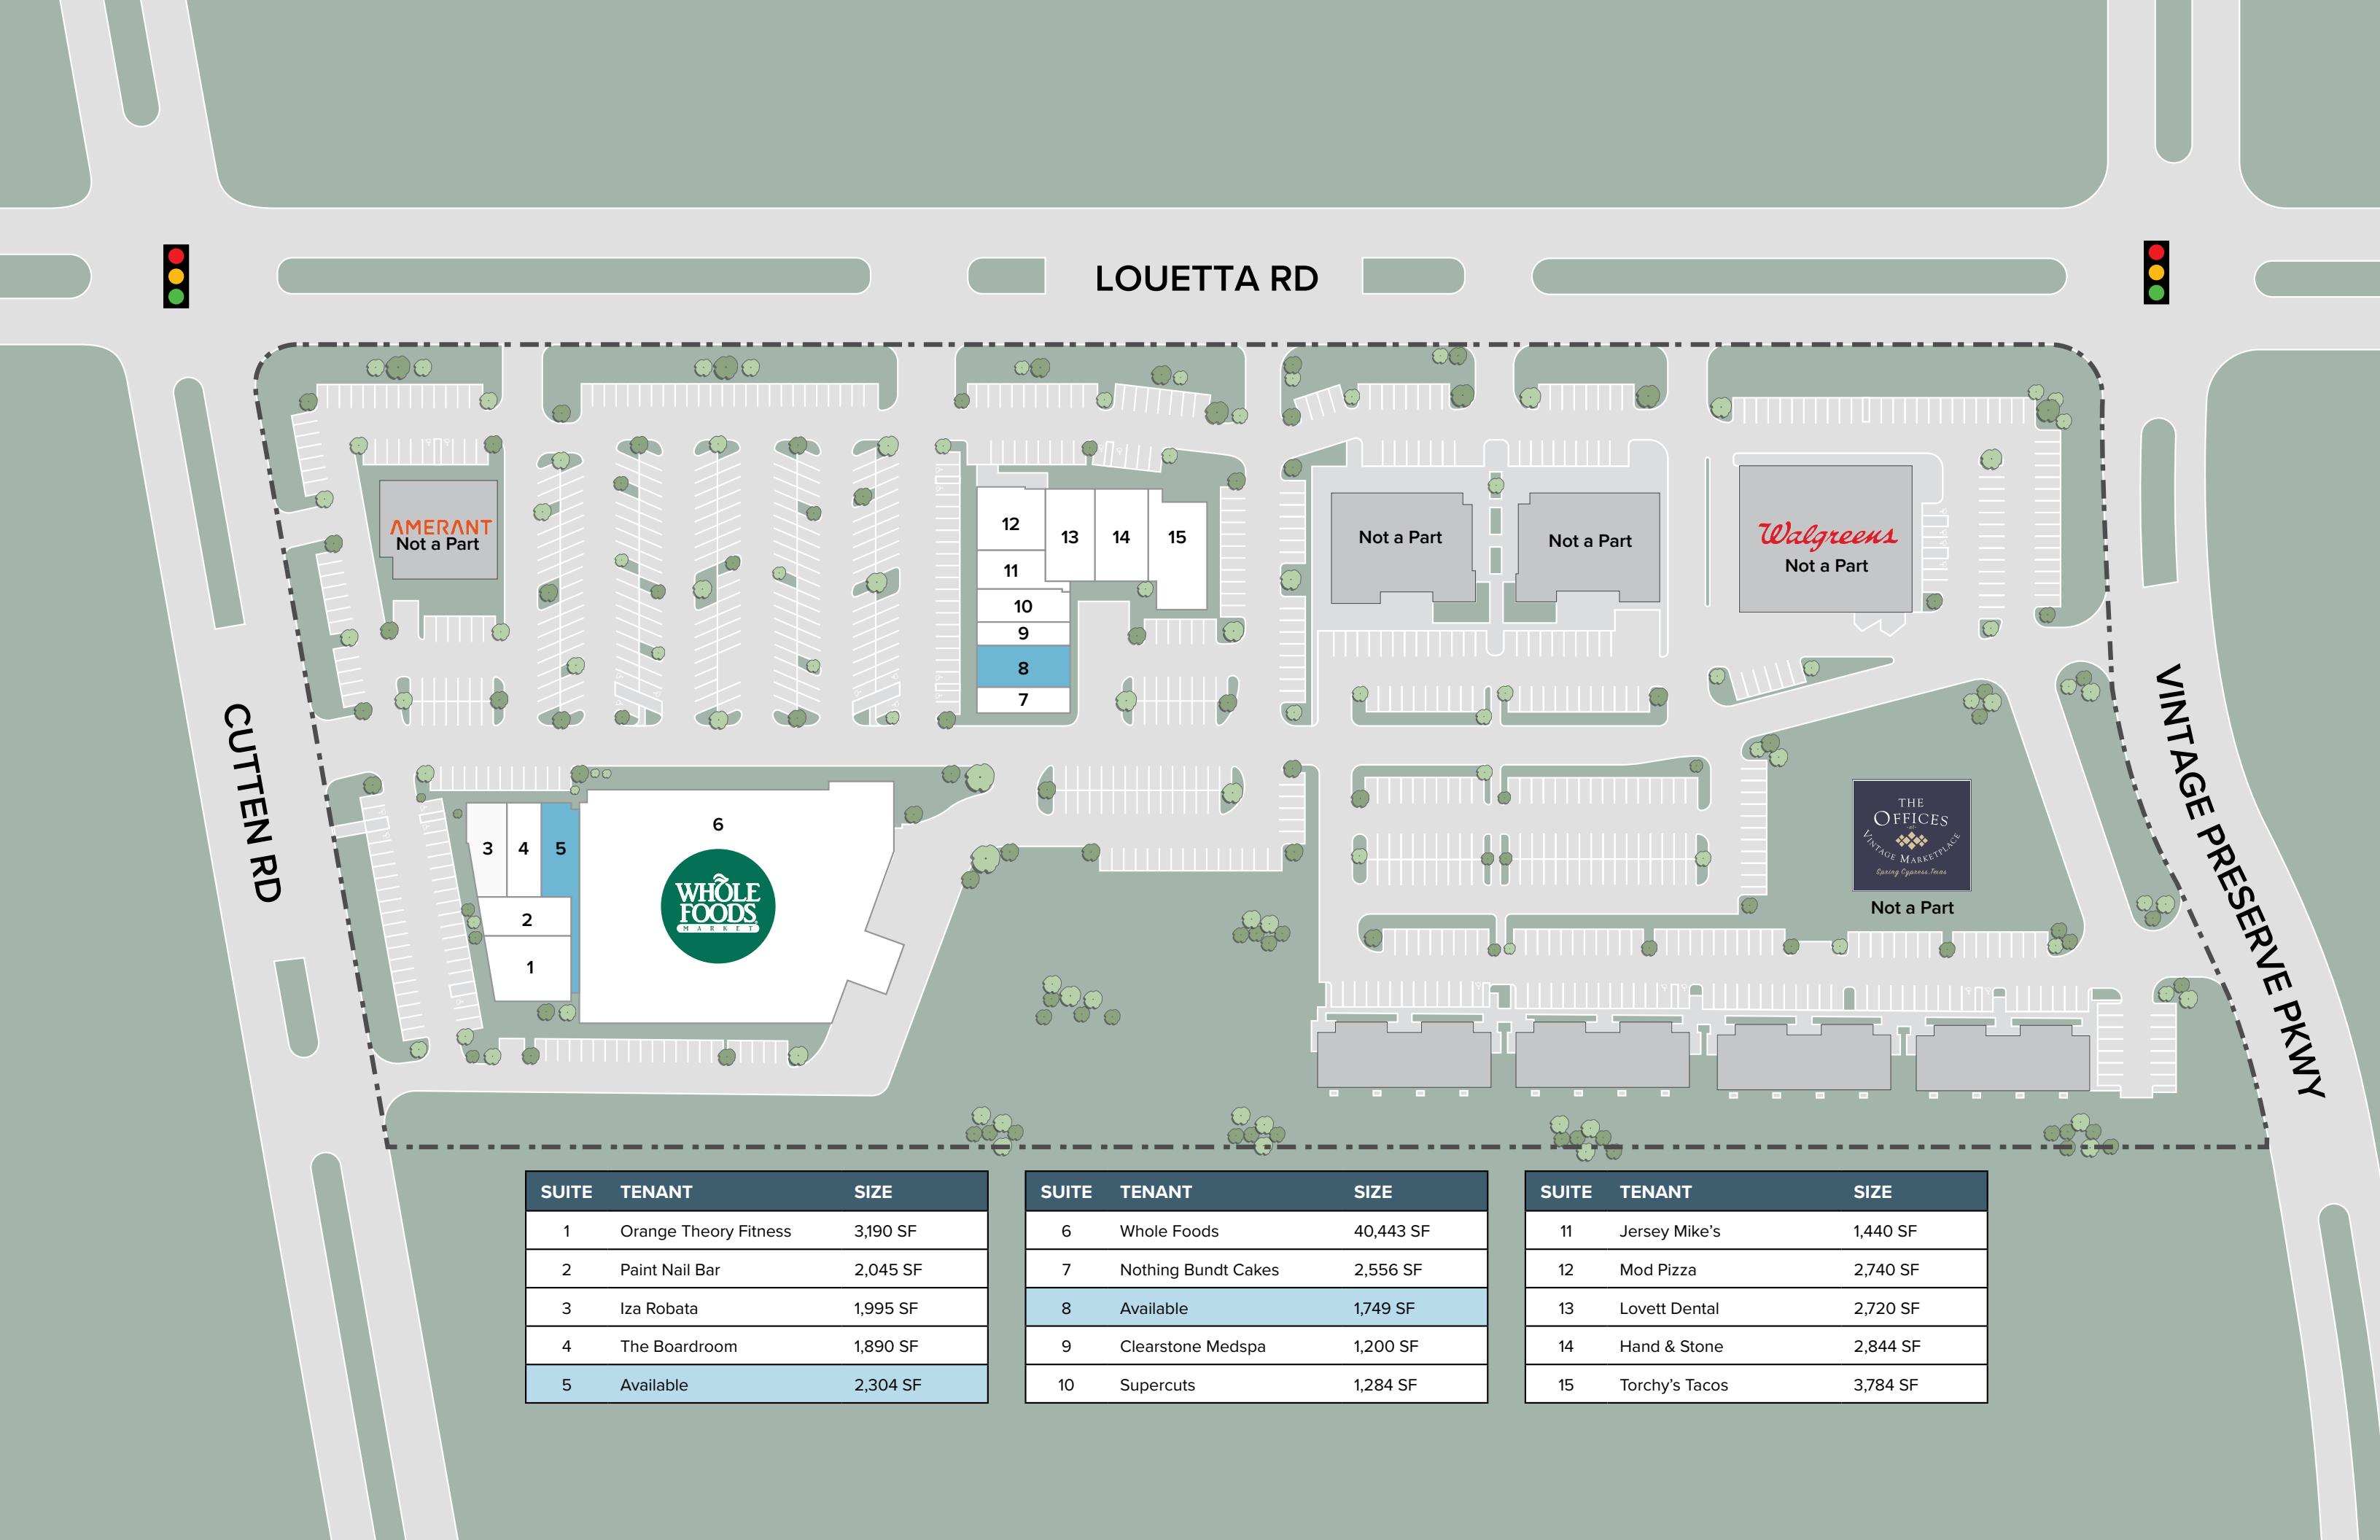 LOUETTA RD
AMERANT
Not a Part
12
13
14
15
11
10
9
8
7
Not a Part
Not a Part
Walgreens
Not a Part
CUTTEN RD
VINTAGE PRESERVE PKWY
3
4
5
2
1
6
WHOLE
FOODS
MARKET
THE
OFFICES
AT
VINTAGE MARKETPLACE
Spring Cypress, Texas
Not a Part
SUITE TENANT SIZE
1 Orange Theory Fitness 3,190 SF
2 Paint Nail Bar 2,045 SF
3 Iza Robata 1,995 SF
4 The Boardroom 1,890 SF
5 Available 2,304 SF
SUITE TENANT SIZE
6 Whole Foods 40,443 SF
7 Nothing Bundt Cakes 2,556 SF
8 Available 1,749 SF
9 Clearstone Medspa 1,200 SF
10 Supercuts 1,284 SF
SUITE TENANT SIZE
11 Jersey Mike’s 1,440 SF
12 Mod Pizza 2,740 SF
13 Lovett Dental 2,720 SF
14 Hand & Stone 2,844 SF
15 Torchy’s Tacos 3,784 SF